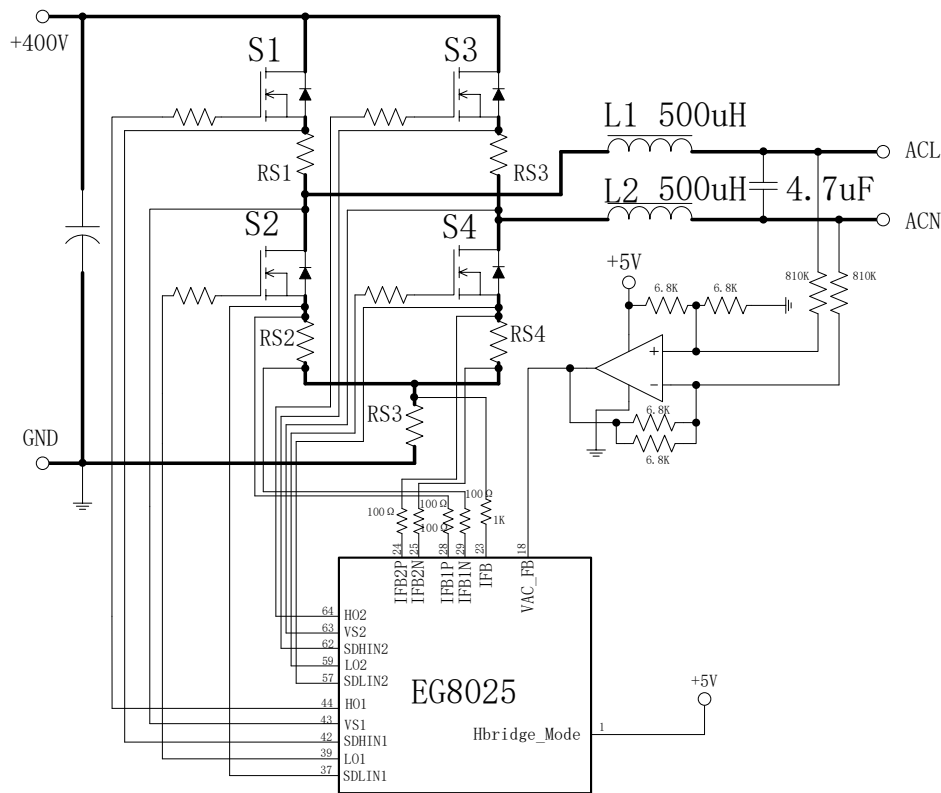 +400V
S1
S3
RS1
RS3
L1 500uH
L2 500uH
4.7uF
ACL
ACN
S2
S4
RS2
RS4
RS3
GND
+5V
6.8K
6.8K
810K
810K
+
−
6.8K
6.8K
100Ω
100Ω
100Ω
100Ω
1K
24
25
28
29
23
18
IFB2P
IFB2N
IFB1P
IFB1N
IFB
VAC_FB
64 HO2
63 VS2
62 SDHIN2
59 LO2
57 SDLIN2
44 HO1
43 VS1
42 SDHIN1
39 LO1
37 SDLIN1
EG8025
Hbridge_Mode 1
+5V